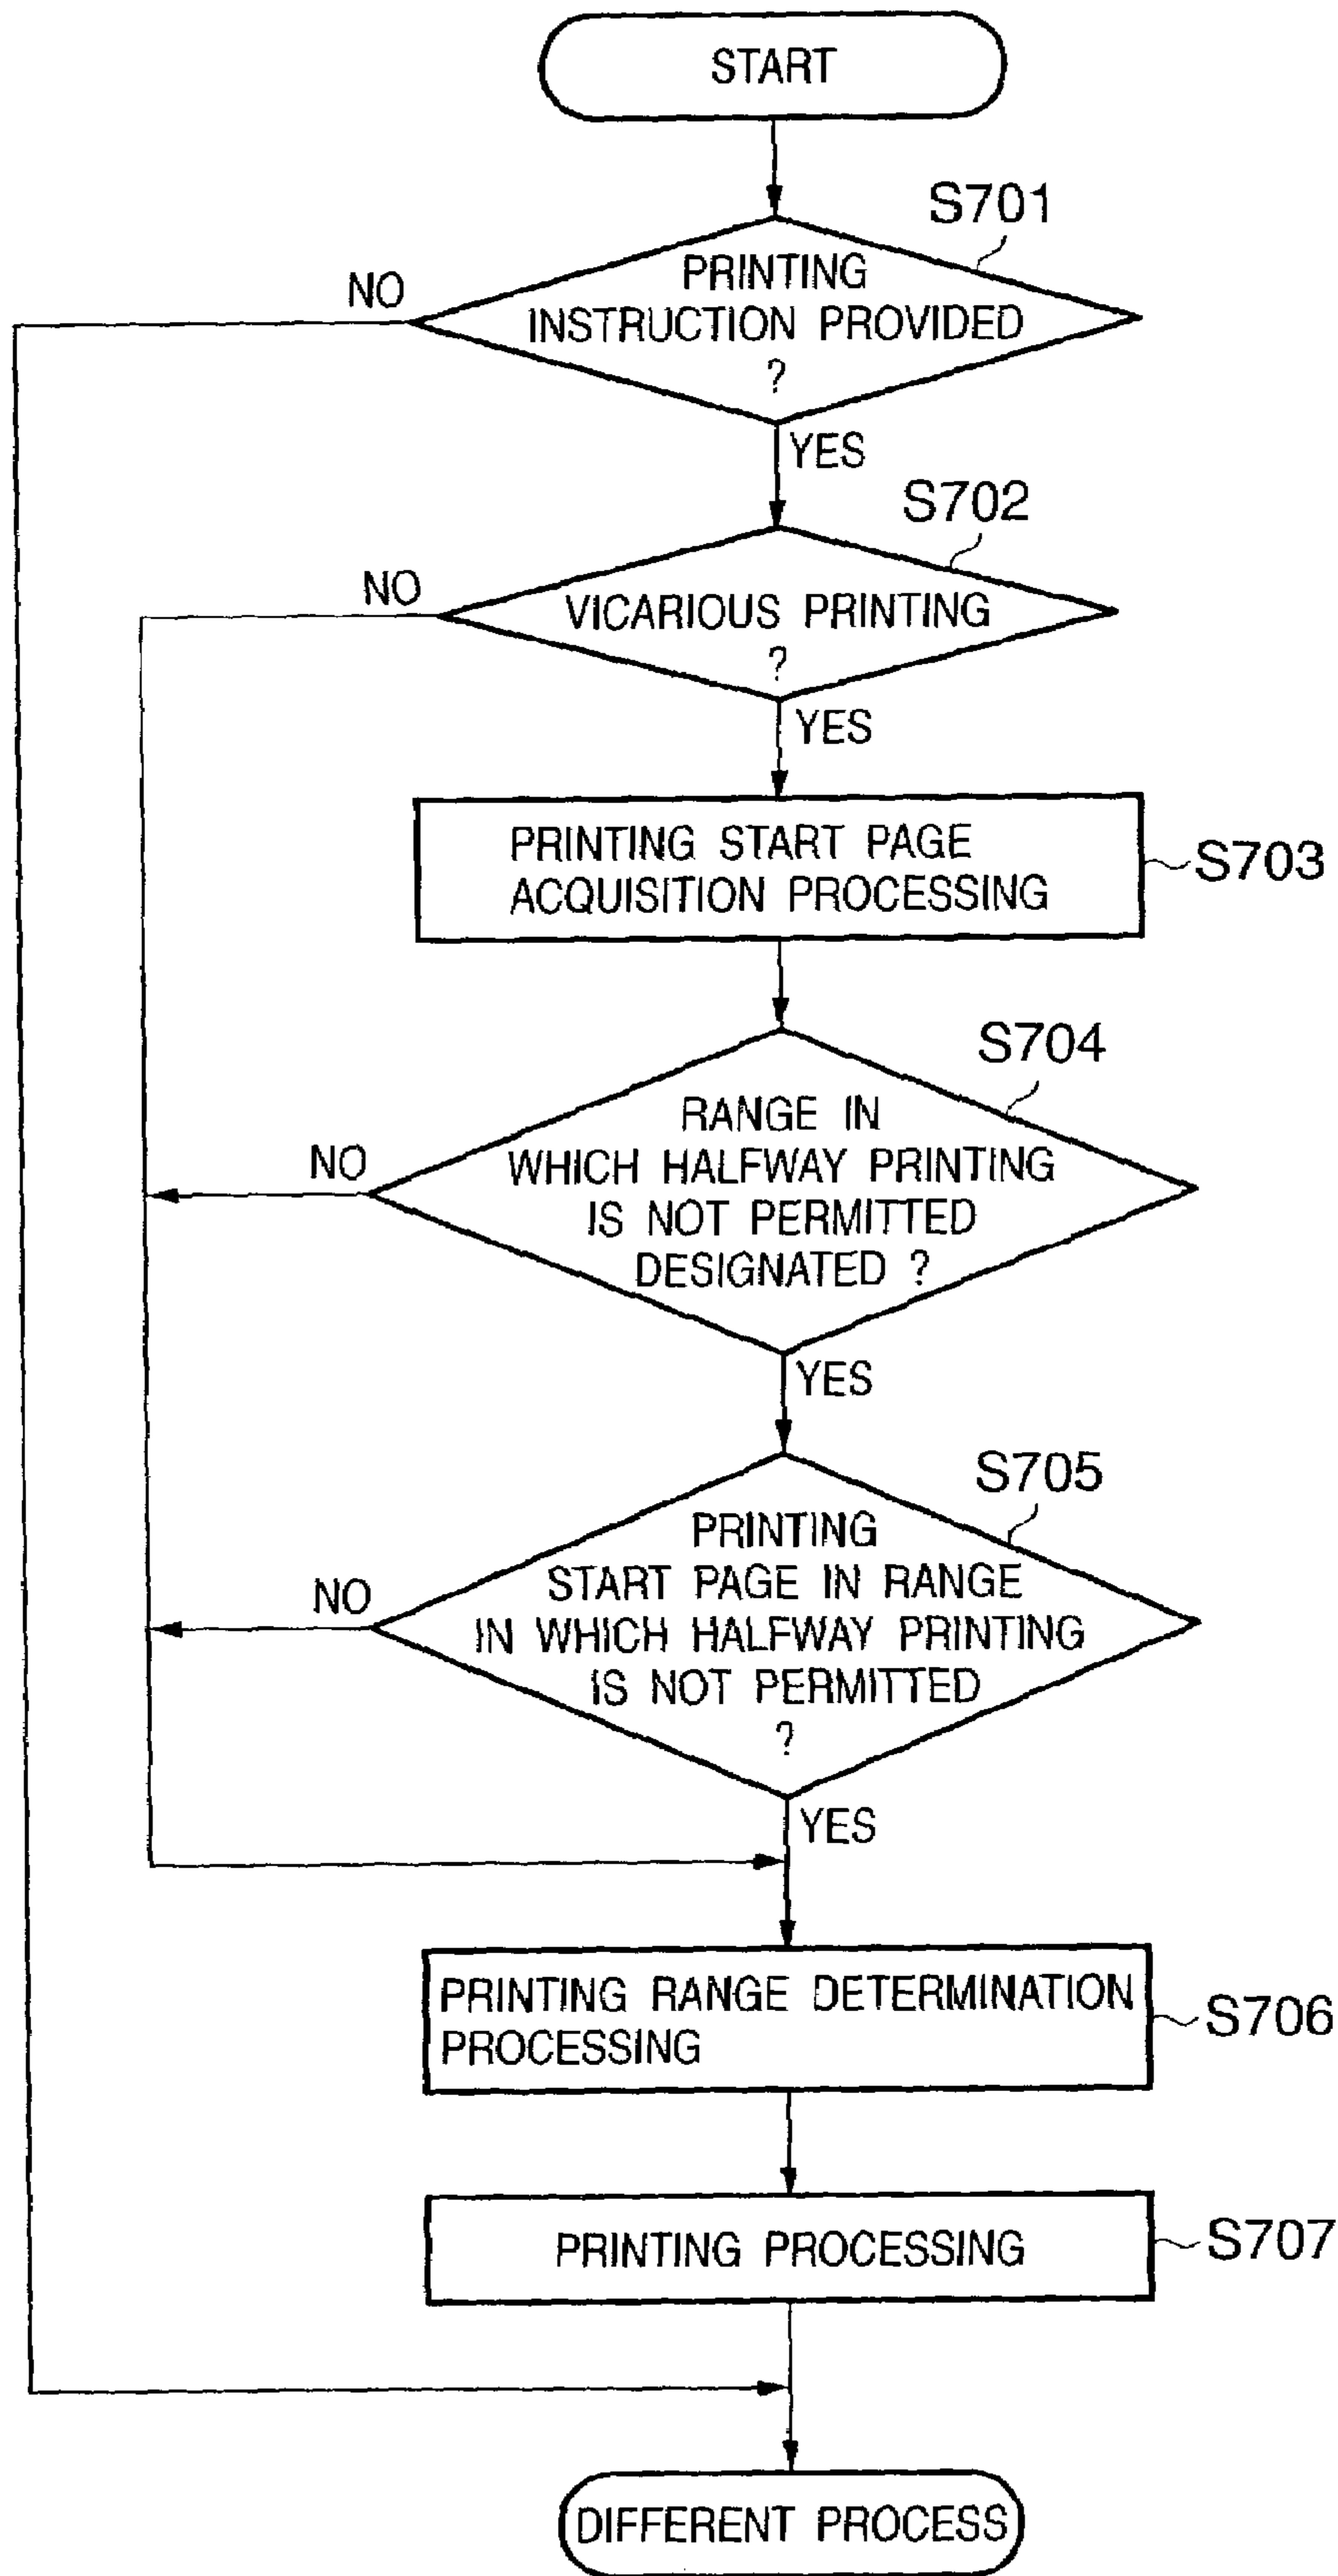 START
S701
PRINTING
INSTRUCTION PROVIDED
?
NO
YES
S702
VICARIOUS PRINTING
?
NO
YES
PRINTING START PAGE
ACQUISITION PROCESSING
S703
S704
RANGE IN
WHICH HALFWAY PRINTING
IS NOT PERMITTED
DESIGNATED ?
NO
YES
S705
PRINTING
START PAGE IN RANGE
IN WHICH HALFWAY PRINTING
IS NOT PERMITTED
?
NO
YES
PRINTING RANGE DETERMINATION
PROCESSING
S706
PRINTING PROCESSING
S707
DIFFERENT PROCESS